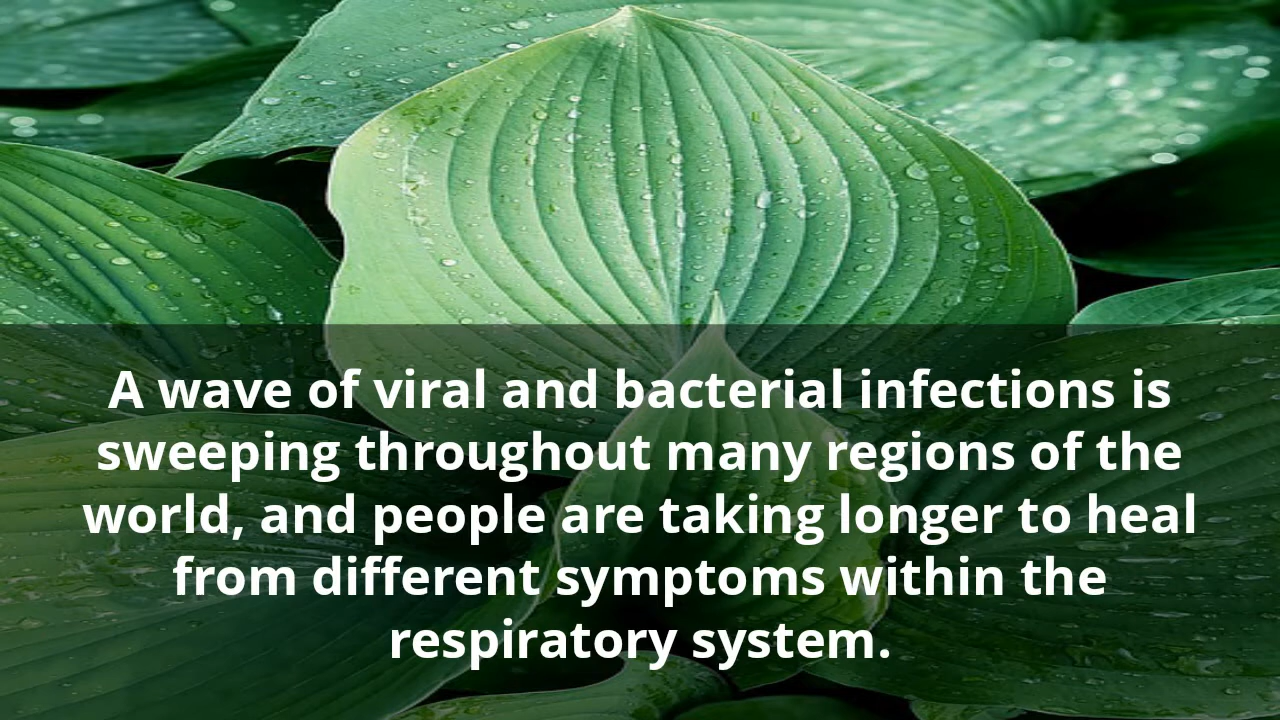 A wave of viral and bacterial infections is
sweeping throughout many regions of the
world, and people are taking longer to heal
from different symptoms within the
respiratory system.